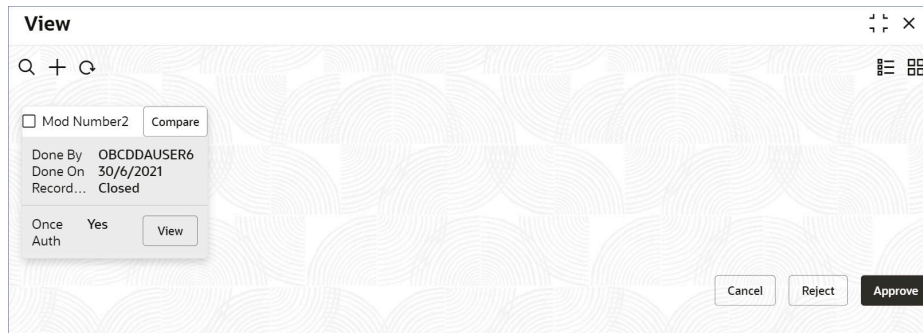 View
Mod Number2 Compare
Done By OBCDDAUSER6
Done On 30/6/2021
Record... Closed
Once Auth Yes View
Cancel Reject Approve